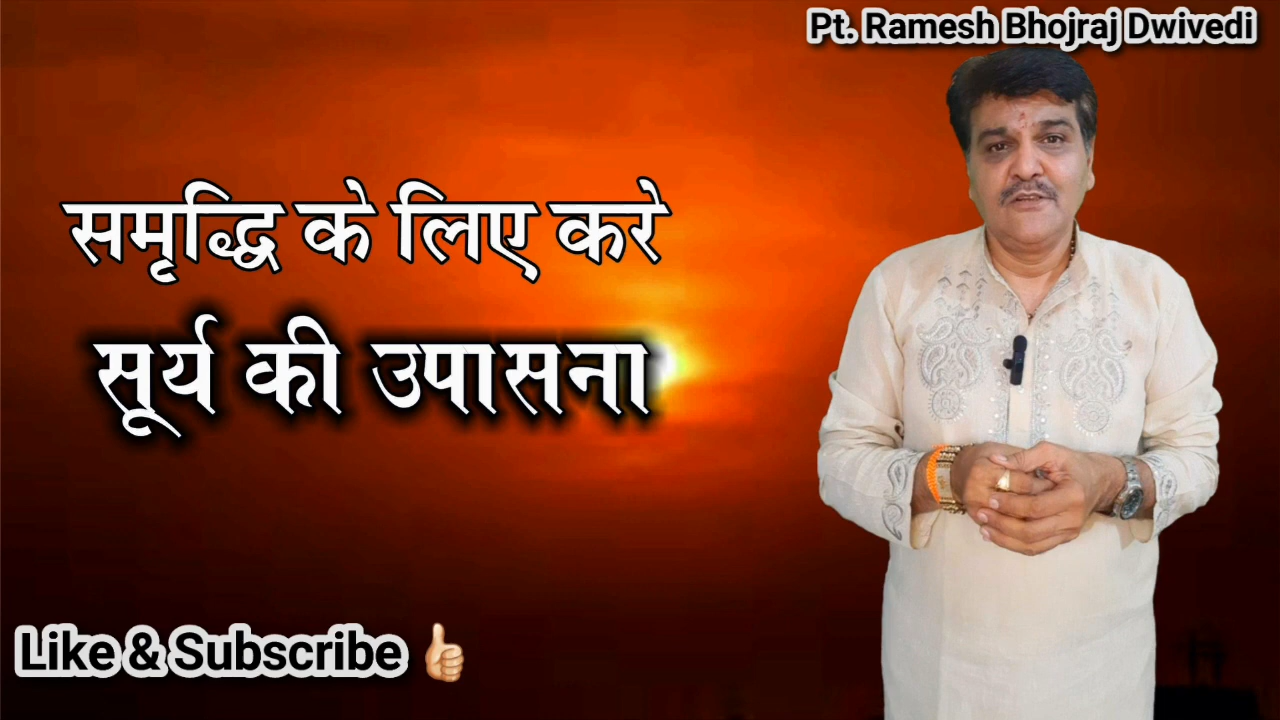 Pt. Ramesh Bhojraj Dwivedi
समृद्धि के लिए करे
सूर्य की उपासना
Like & Subscribe 👍